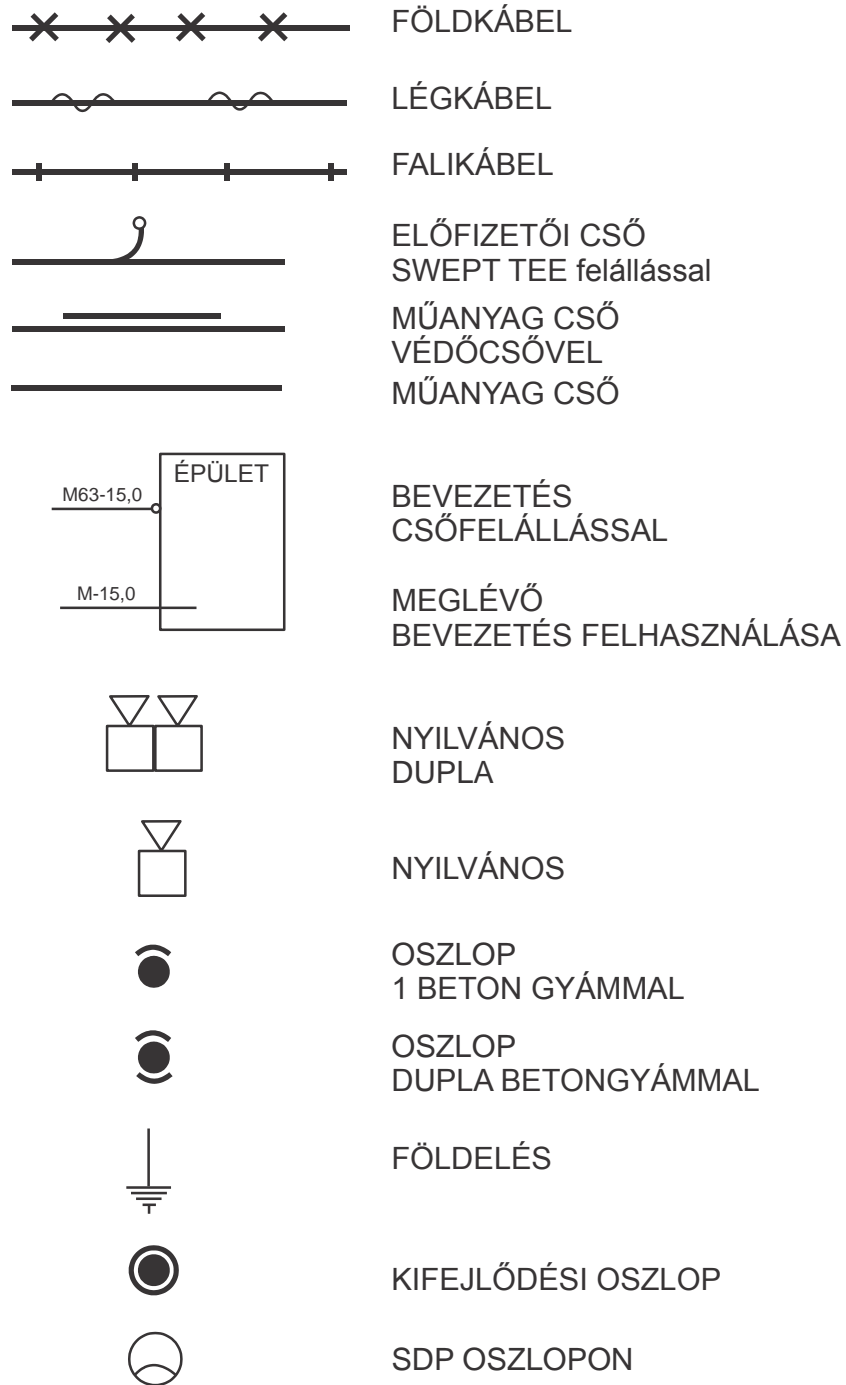 FÖLDKÁBEL
LÉGKÁBEL
FALIKÁBEL
ELŐFIZETŐI CSŐ
SWEPT TEE felállással
MŰANYAG CSŐ
VÉDŐCSŐVEL
MŰANYAG CSŐ
ÉPÜLET
M63-15,0
BEVEZETÉS
CSŐFELÁLLÁSSAL
M-15,0
MEGLÉVŐ
BEVEZETÉS FELHASZNÁLÁSA
NYILVÁNOS
DUPLA
NYILVÁNOS
OSZLOP
1 BETON GYÁMMAL
OSZLOP
DUPLA BETONGYÁMMAL
FÖLDELÉS
KIFEJLŐDÉSI OSZLOP
SDP OSZLOPON